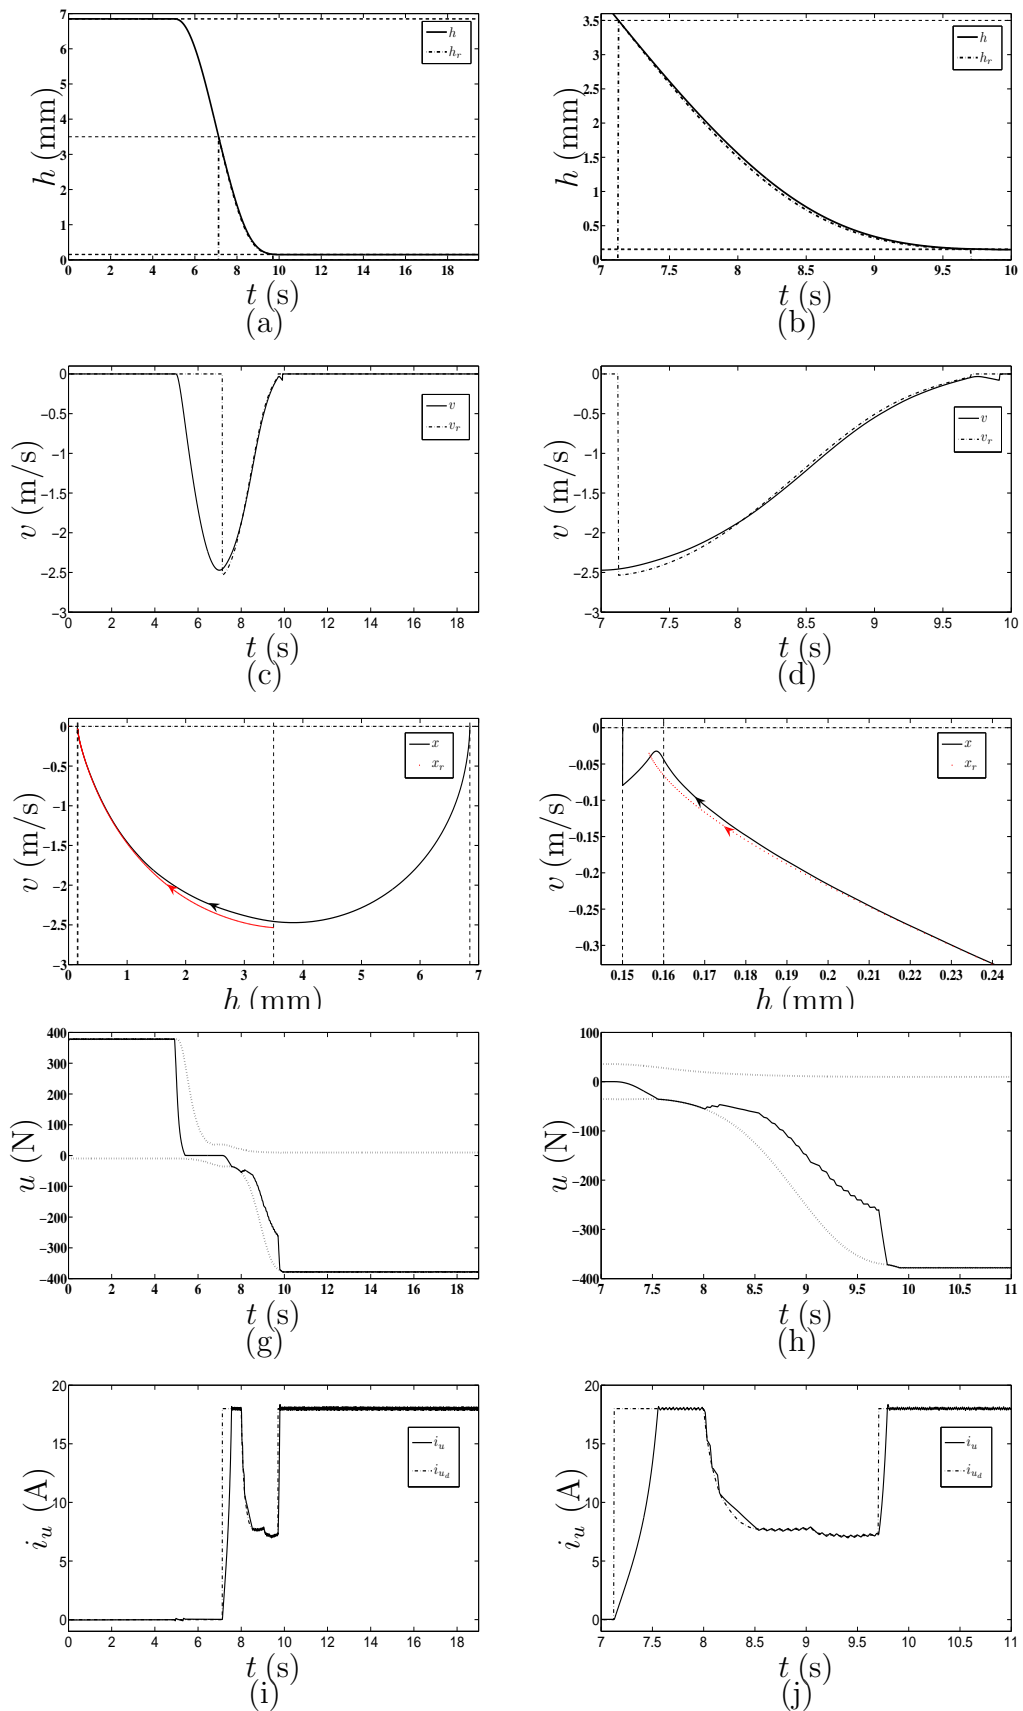 7
6
5
4
3
2
1
0
h (mm)
h
h_r
0 2 4 6 8 10 12 14 16 18
t (s)
(a)
3.5
3
2.5
2
1.5
1
0.5
0
h (mm)
h
h_r
7 7.5 8 8.5 9 9.5 10
t (s)
(b)
0
−0.5
−1
−1.5
−2
−2.5
−3
v (m/s)
v
v_r
0 2 4 6 8 10 12 14 16 18
t (s)
(c)
0
−0.5
−1
−1.5
−2
−2.5
−3
v (m/s)
v
v_r
7 7.5 8 8.5 9 9.5 10
t (s)
(d)
0
−0.5
−1
−1.5
−2
−2.5
−3
v (m/s)
x
x_r
0 1 2 3 4 5 6 7
h (mm)
0
−0.05
−0.1
−0.15
−0.2
−0.25
−0.3
v (m/s)
x
x_r
0.15 0.16 0.17 0.18 0.19 0.2 0.21 0.22 0.23 0.24
h (mm)
400
300
200
100
0
−100
−200
−300
−400
u (N)
0 2 4 6 8 10 12 14 16 18
t (s)
(g)
100
0
−100
−200
−300
−400
u (N)
7 7.5 8 8.5 9 9.5 10 10.5 11
t (s)
(h)
20
15
10
5
0
i_u (A)
i_u
i_{u_d}
0 2 4 6 8 10 12 14 16 18
t (s)
(i)
20
15
10
5
0
i_u (A)
i_u
i_{u_d}
7 7.5 8 8.5 9 9.5 10 10.5 11
t (s)
(j)